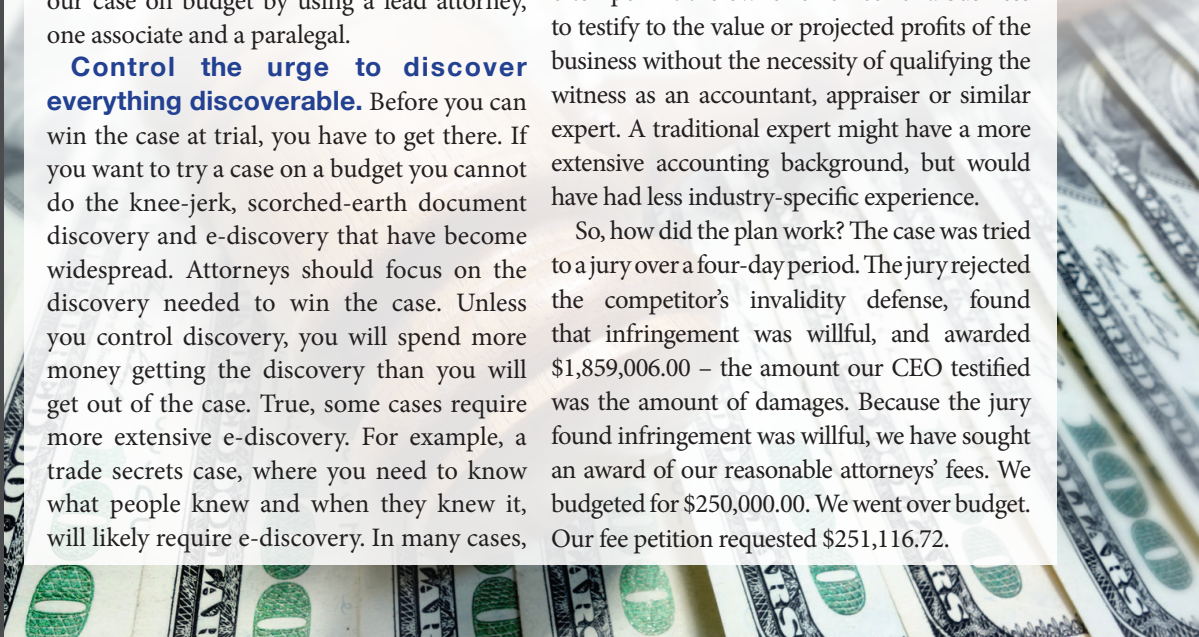 our case on budget by using a lead attorney,
one associate and a paralegal.
Control the urge to discover
everything discoverable. Before you can
win the case at trial, you have to get there. If
you want to try a case on a budget you cannot
do the knee-jerk, scorched-earth document
discovery and e-discovery that have become
widespread. Attorneys should focus on the
discovery needed to win the case. Unless
you control discovery, you will spend more
money getting the discovery than you will
get out of the case. True, some cases require
more extensive e-discovery. For example, a
trade secrets case, where you need to know
what people knew and when they knew it,
will likely require e-discovery. In many cases,
to testify to the value or projected profits of the
business without the necessity of qualifying the
witness as an accountant, appraiser or similar
expert. A traditional expert might have a more
extensive accounting background, but would
have had less industry-specific experience.
So, how did the plan work? The case was tried
to a jury over a four-day period. The jury rejected
the competitor’s invalidity defense, found
that infringement was willful, and awarded
$1,859,006.00 – the amount our CEO testified
was the amount of damages. Because the jury
found infringement was willful, we have sought
an award of our reasonable attorneys’ fees. We
budgeted for $250,000.00. We went over budget.
Our fee petition requested $251,116.72.